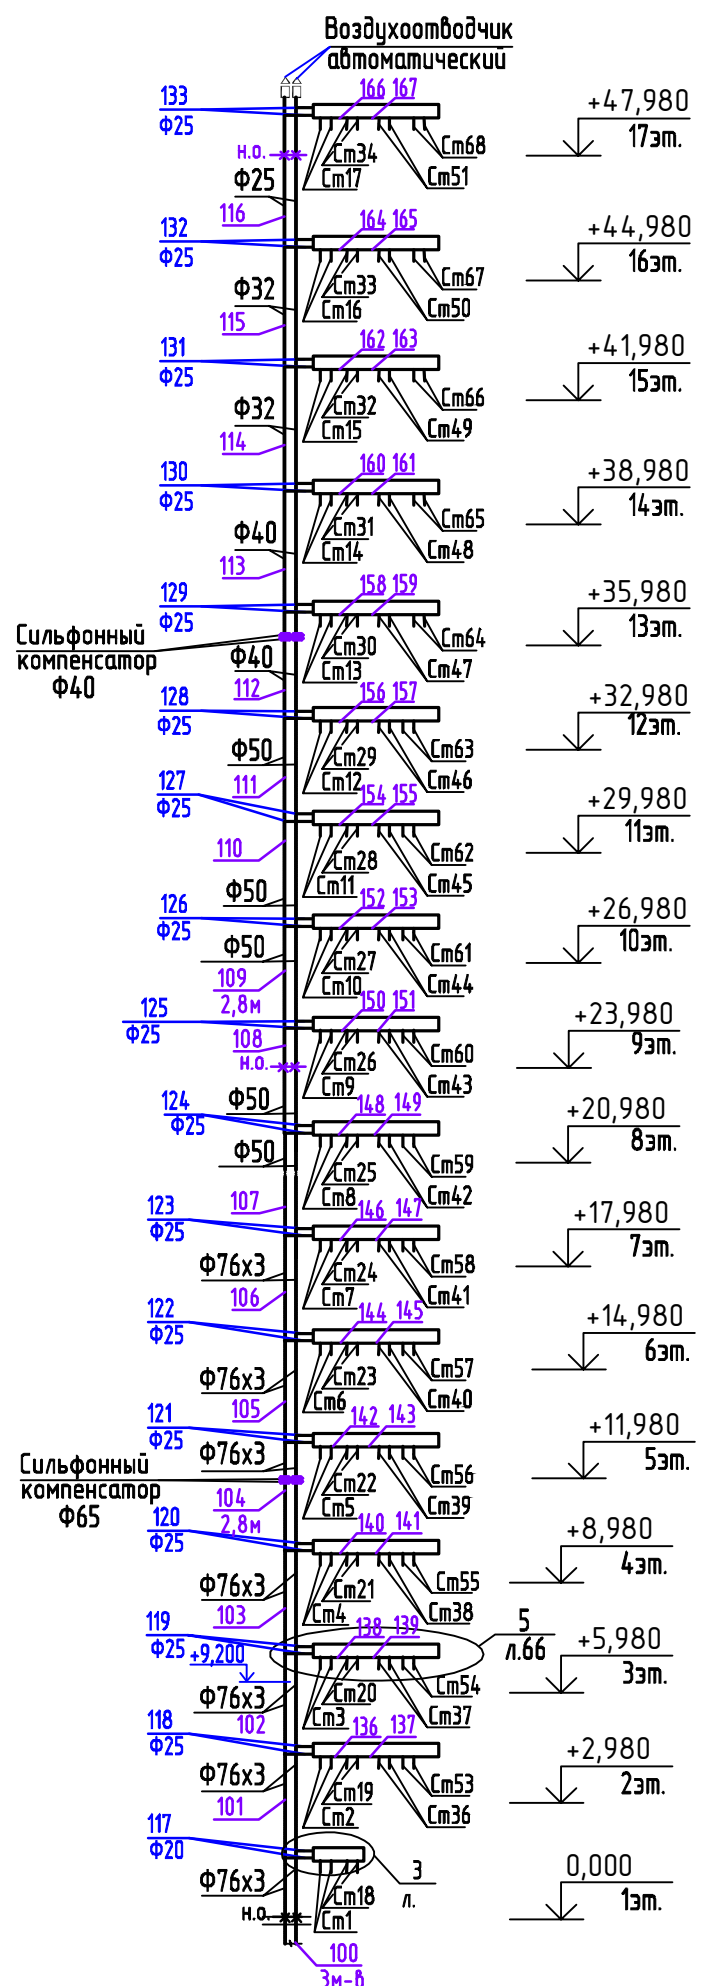 Воздухоотводчик
автоматический
133
Ф25
166 167
+47,980
17эт.
н.о.
Ст34
Ст17
Ст68
Ст51
Ф25
116
132
Ф25
164 165
+44,980
16эт.
Ст33
Ст16
Ст67
Ст50
Ф32
115
131
Ф25
162 163
+41,980
15эт.
Ст32
Ст15
Ст66
Ст49
Ф32
114
130
Ф25
160 161
+38,980
14эт.
Ст31
Ст14
Ст65
Ст48
Ф40
113
129
Ф25
158 159
+35,980
13эт.
Сильфонный
компенсатор
Ф40
Ст30
Ст13
Ст64
Ст47
Ф40
112
128
Ф25
156 157
+32,980
12эт.
Ст29
Ст12
Ст63
Ст46
Ф50
111
127
Ф25
154 155
+29,980
11эт.
110
Ст28
Ст11
Ст62
Ст45
Ф50
126
Ф25
152 153
+26,980
10эт.
Ф50
Ст27
Ст10
Ст61
Ст44
109
2,8м
125
Ф25
150 151
+23,980
9эт.
108
н.о.
Ст26
Ст9
Ст60
Ст43
Ф50
124
Ф25
148 149
+20,980
8эт.
Ф50
Ст25
Ст8
Ст59
Ст42
107
123
Ф25
146 147
+17,980
7эт.
Ф76х3
Ст24
Ст7
Ст58
Ст41
106
122
Ф25
144 145
+14,980
6эт.
Ф76х3
Ст23
Ст6
Ст57
Ст40
105
121
Ф25
142 143
+11,980
5эт.
Ф76х3
Сильфонный
компенсатор
Ф65
Ст22
Ст5
Ст56
Ст39
104
2,8м
120
Ф25
140 141
+8,980
4эт.
Ф76х3
Ст21
Ст4
Ст55
Ст38
103
119
Ф25
138 139
5
л.66
+5,980
3эт.
+9,200
Ф76х3
Ст20
Ст3
Ст54
Ст37
102
118
Ф25
136 137
+2,980
2эт.
Ф76х3
Ст19
Ст2
Ст53
Ст36
101
117
Ф20
3
л.
0,000
1эт.
Ф76х3
Ст18
Ст1
н.о.
100
3м-в